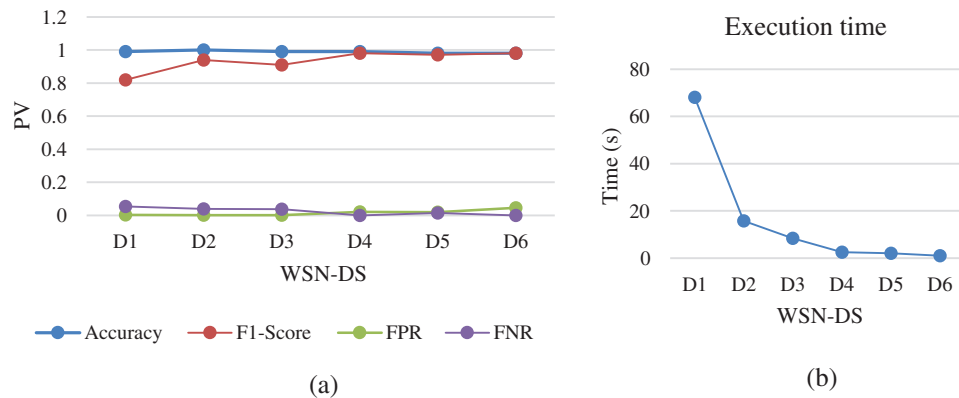 1.2
1
0.8
0.6
0.4
0.2
0
PV
D1 D2 D3 D4 D5 D6
WSN-DS
Accuracy F1-Score FPR FNR
(a)
Execution time
80
60
40
20
0
Time (s)
D1 D2 D3 D4 D5 D6
WSN-DS
(b)